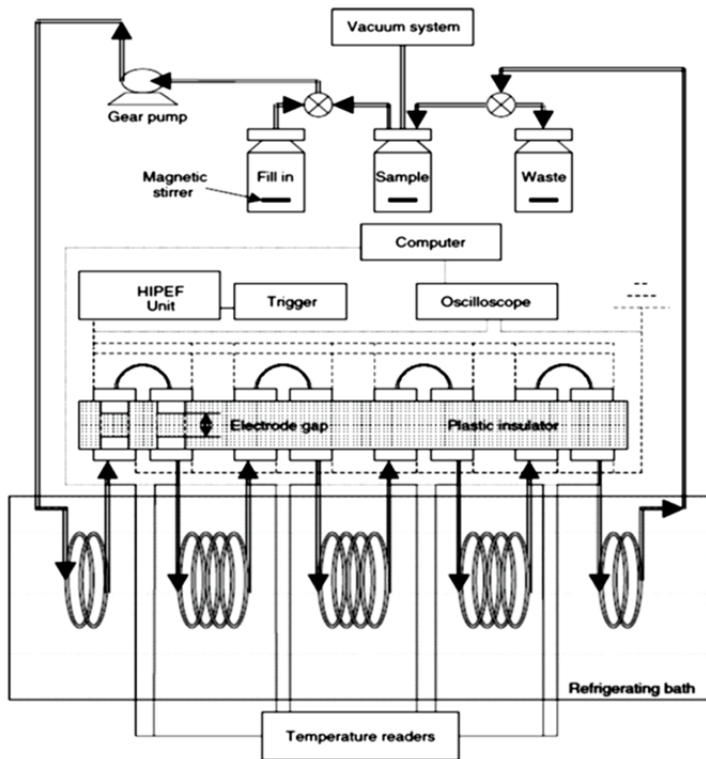 Vacuum system
Gear pump
Fill in
Sample
Waste
Magnetic
stirrer
Computer
HIPEF
Unit
Trigger
Oscilloscope
Electrode gap
Plastic insulator
Refrigerating bath
Temperature readers